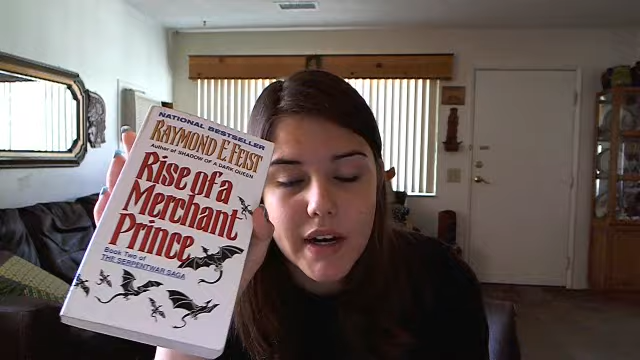 NATIONAL BESTSELLER
RAYMOND E. FEIST
Author of SHADOW OF A DARK QUEEN
Rise of a
Merchant
Prince
Book Two of
THE SERPENTWAR SAGA